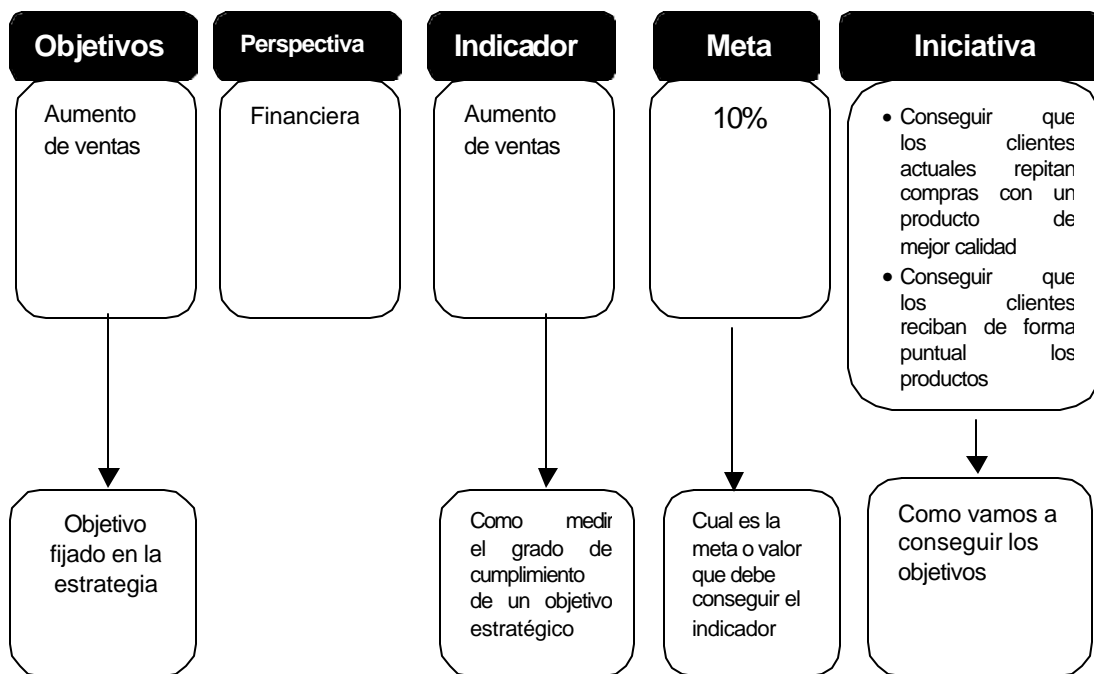 Objetivos
Perspectiva
Indicador
Meta
Iniciativa
Aumento
de ventas
Financiera
Aumento
de ventas
10%
• Conseguir que
los clientes
actuales repitan
compras con un
producto de
mejor calidad
• Conseguir que
los clientes
reciban de forma
puntual los
productos
Objetivo
fijado en la
estrategia
Como medir
el grado de
cumplimiento
de un objetivo
estratégico
Cual es la
meta o valor
que debe
conseguir el
indicador
Como vamos a
conseguir los
objetivos